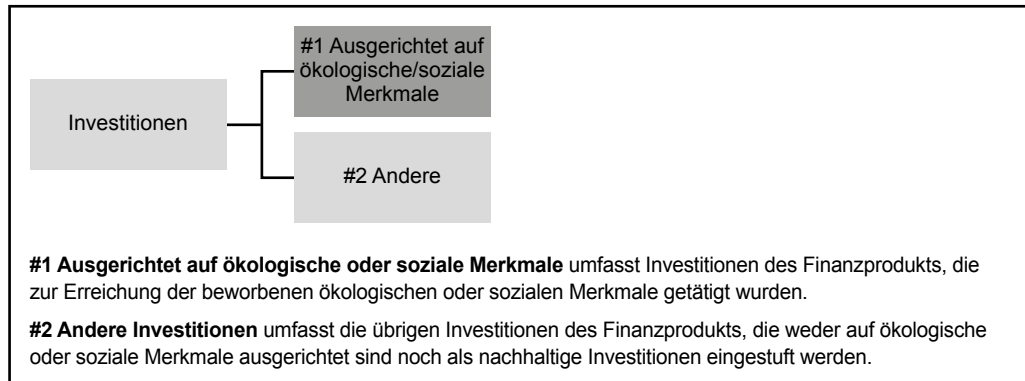 #1 Ausgerichtet auf
ökologische/soziale
Merkmale
Investitionen
#2 Andere
#1 Ausgerichtet auf ökologische oder soziale Merkmale umfasst Investitionen des Finanzprodukts, die
zur Erreichung der beworbenen ökologischen oder sozialen Merkmale getätigt wurden.
#2 Andere Investitionen umfasst die übrigen Investitionen des Finanzprodukts, die weder auf ökologische
oder soziale Merkmale ausgerichtet sind noch als nachhaltige Investitionen eingestuft werden.